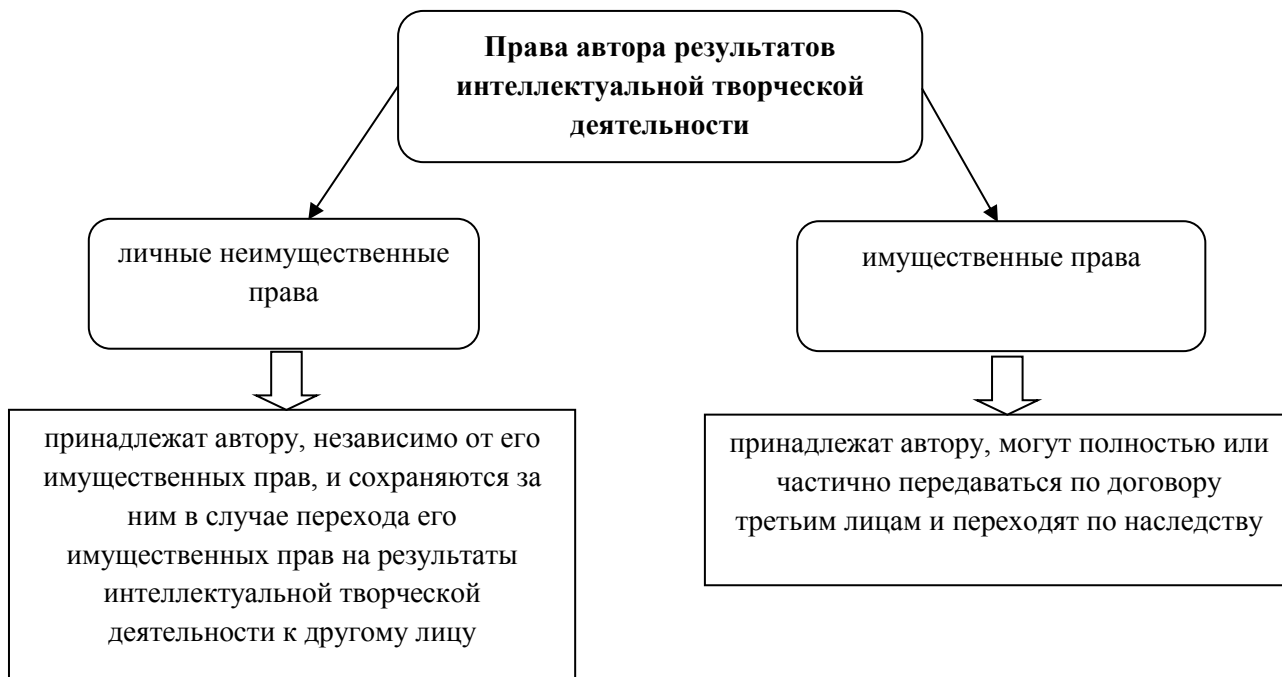 Права автора результатов
интеллектуальной творческой
деятельности
личные неимущественные
права
имущественные права
принадлежат автору, независимо от его
имущественных прав, и сохраняются за
ним в случае перехода его
имущественных прав на результаты
интеллектуальной творческой
деятельности к другому лицу
принадлежат автору, могут полностью или
частично передаваться по договору
третьим лицам и переходят по наследству